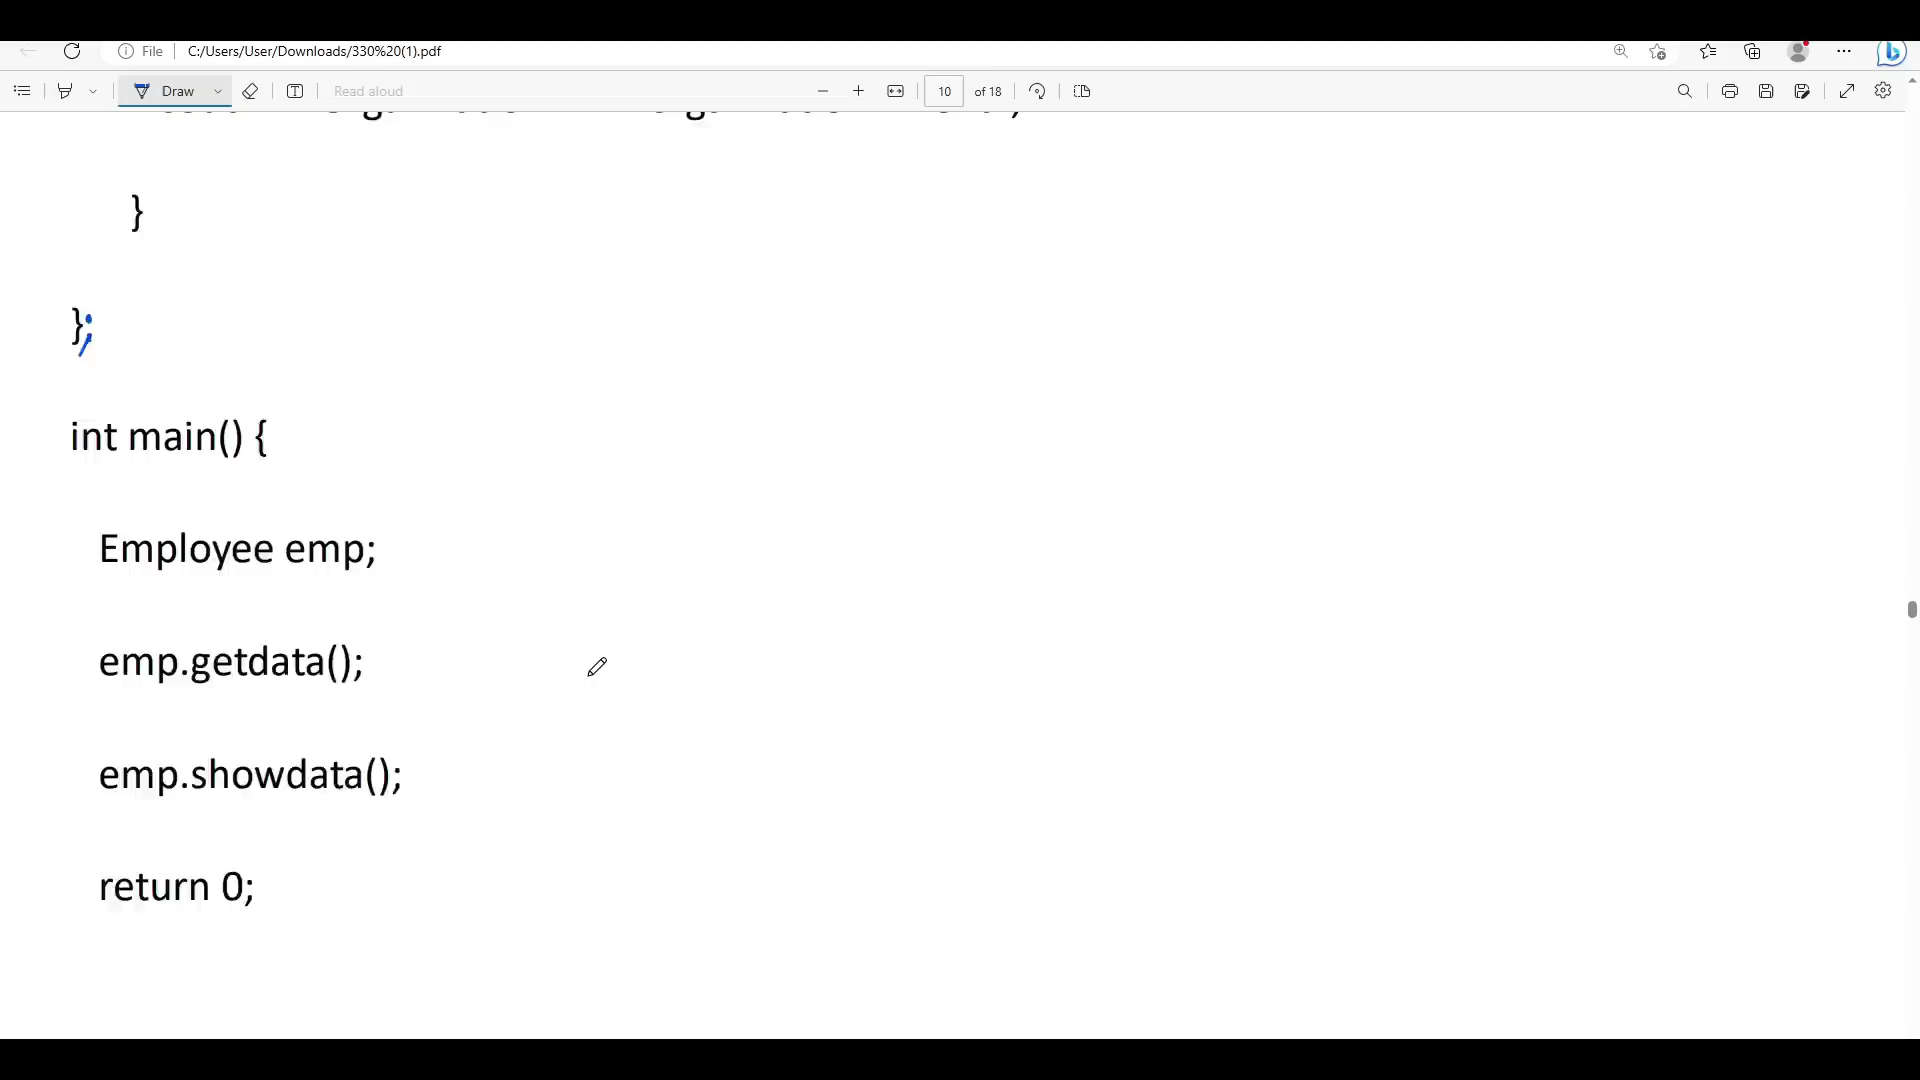 File C:/Users/User/Downloads/330%20(1).pdf
Draw Read aloud 10 of 18
}
};
int main() {
Employee emp;
emp.getdata();
emp.showdata();
return 0;